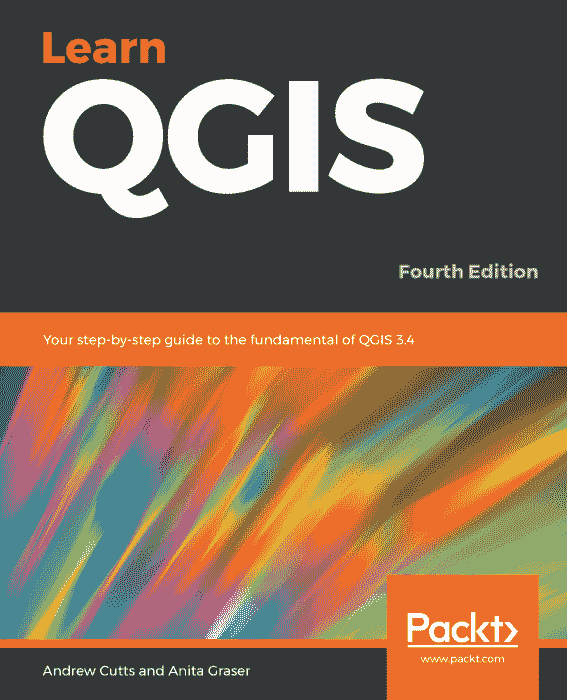 Learn
QGIS
Fourth Edition
Your step-by-step guide to the fundamental of QGIS 3.4
Packt>
www.packt.com
Andrew Cutts and Anita Graser